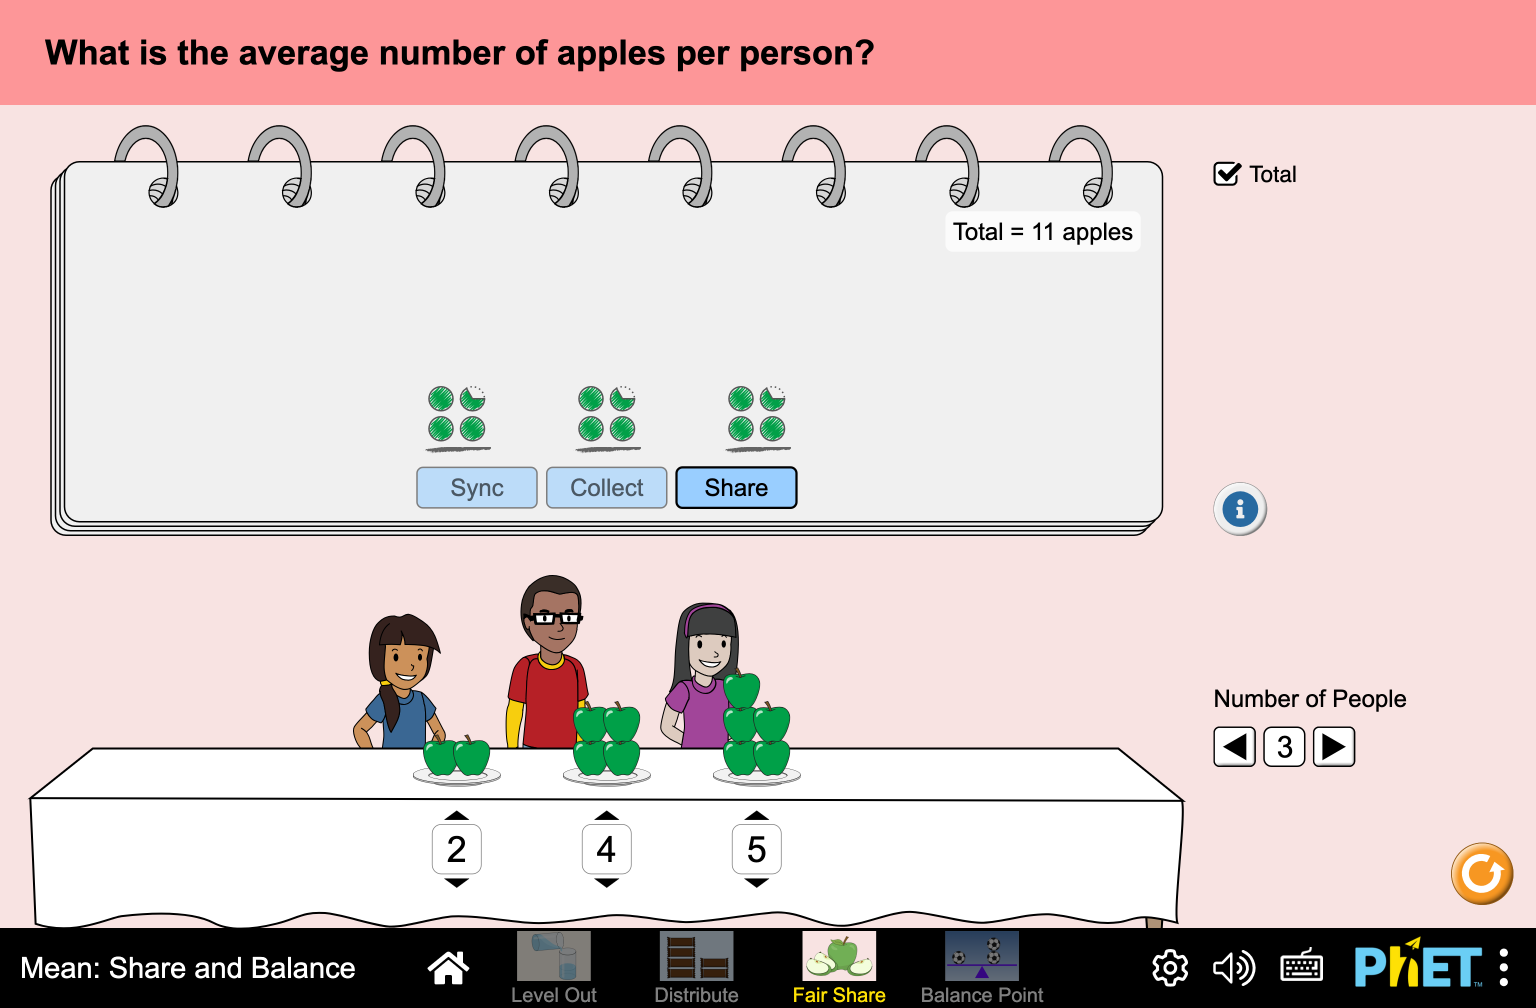 What is the average number of apples per person?
Total
Total = 11 apples
Sync Collect Share
Number of People
3
2 4 5
Mean: Share and Balance
Level Out Distribute Fair Share Balance Point
PhET™